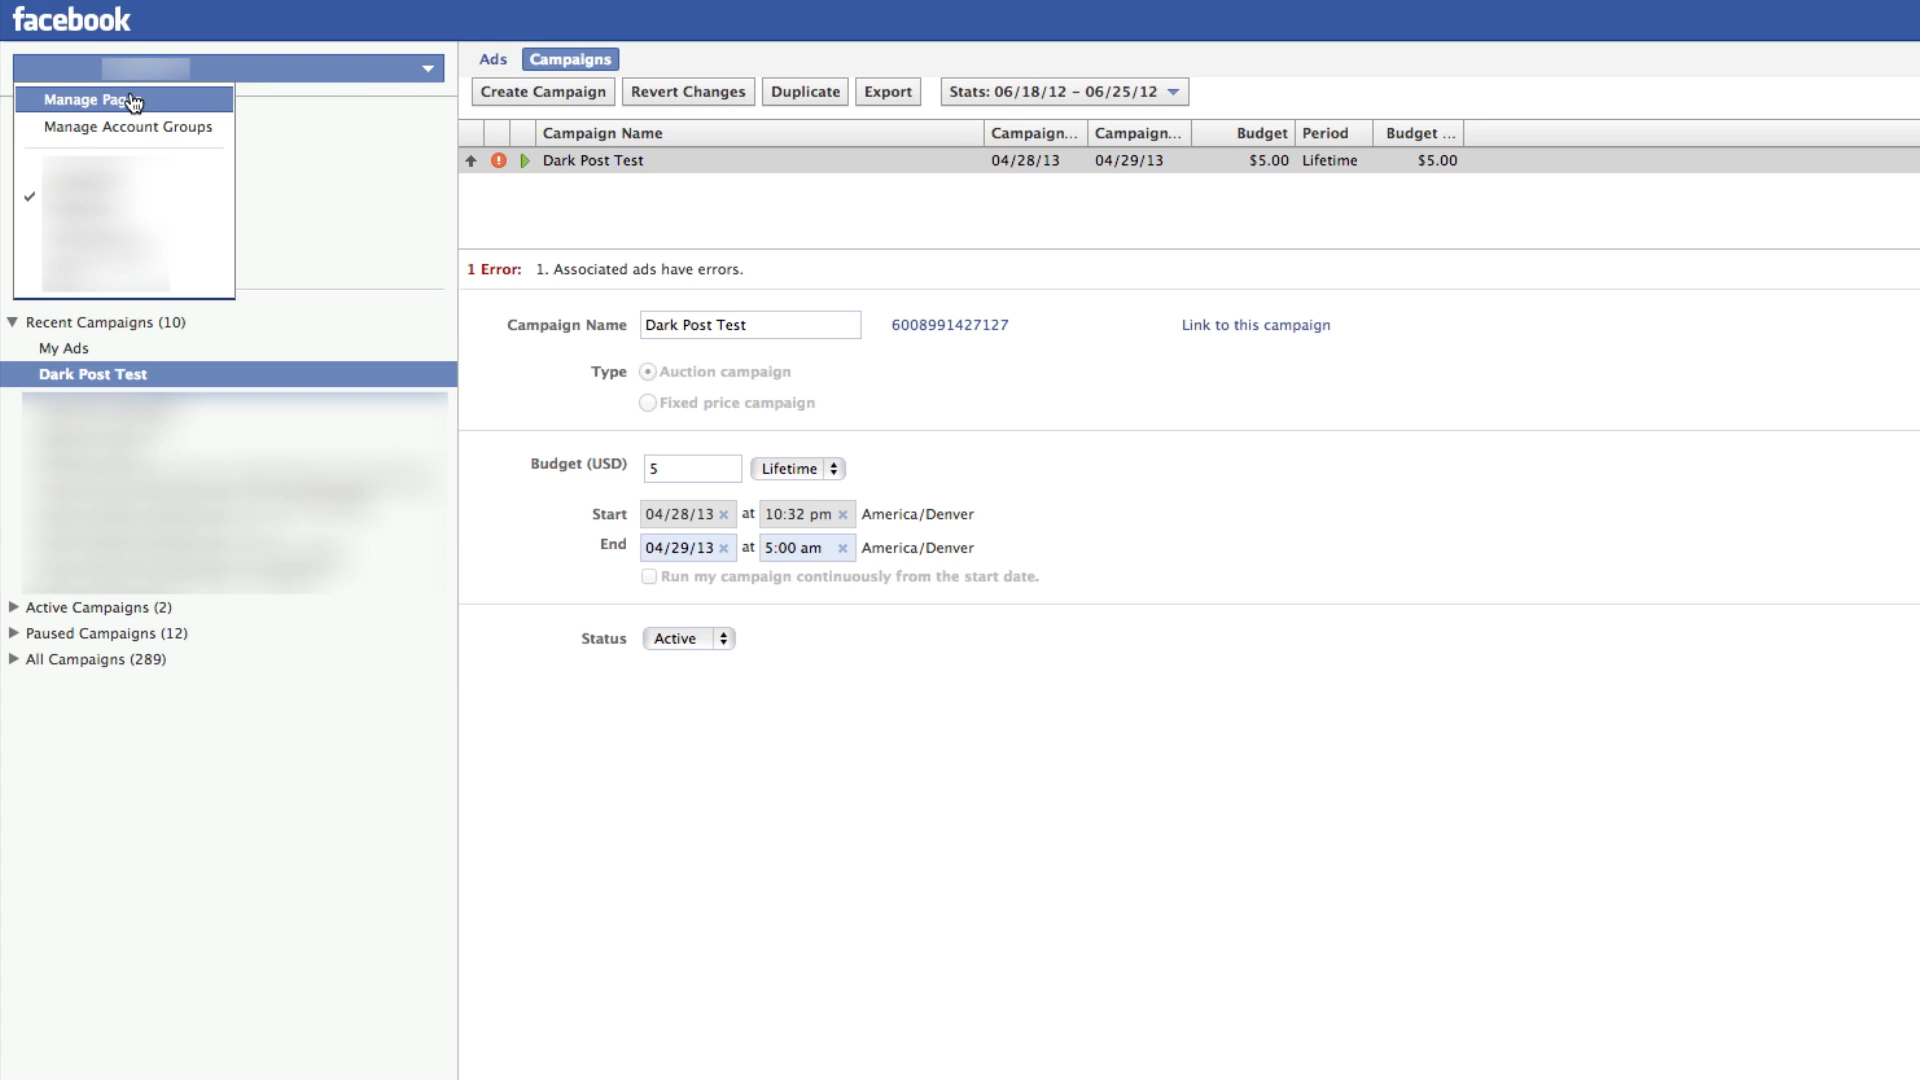 facebook
Manage Pag
Manage Account Groups
Recent Campaigns (10)
My Ads
Dark Post Test
Active Campaigns (2)
Paused Campaigns (12)
All Campaigns (289)
Ads Campaigns
Create Campaign Revert Changes Duplicate Export Stats: 06/18/12 - 06/25/12
Campaign Name Campaign... Campaign... Budget Period Budget ...
Dark Post Test 04/28/13 04/29/13 $5.00 Lifetime $5.00
1 Error: 1. Associated ads have errors.
Campaign Name Dark Post Test 6008991427127 Link to this campaign
Type Auction campaign
Fixed price campaign
Budget (USD) 5 Lifetime
Start 04/28/13 × at 10:32 pm × America/Denver
End 04/29/13 × at 5:00 am × America/Denver
Run my campaign continuously from the start date.
Status Active